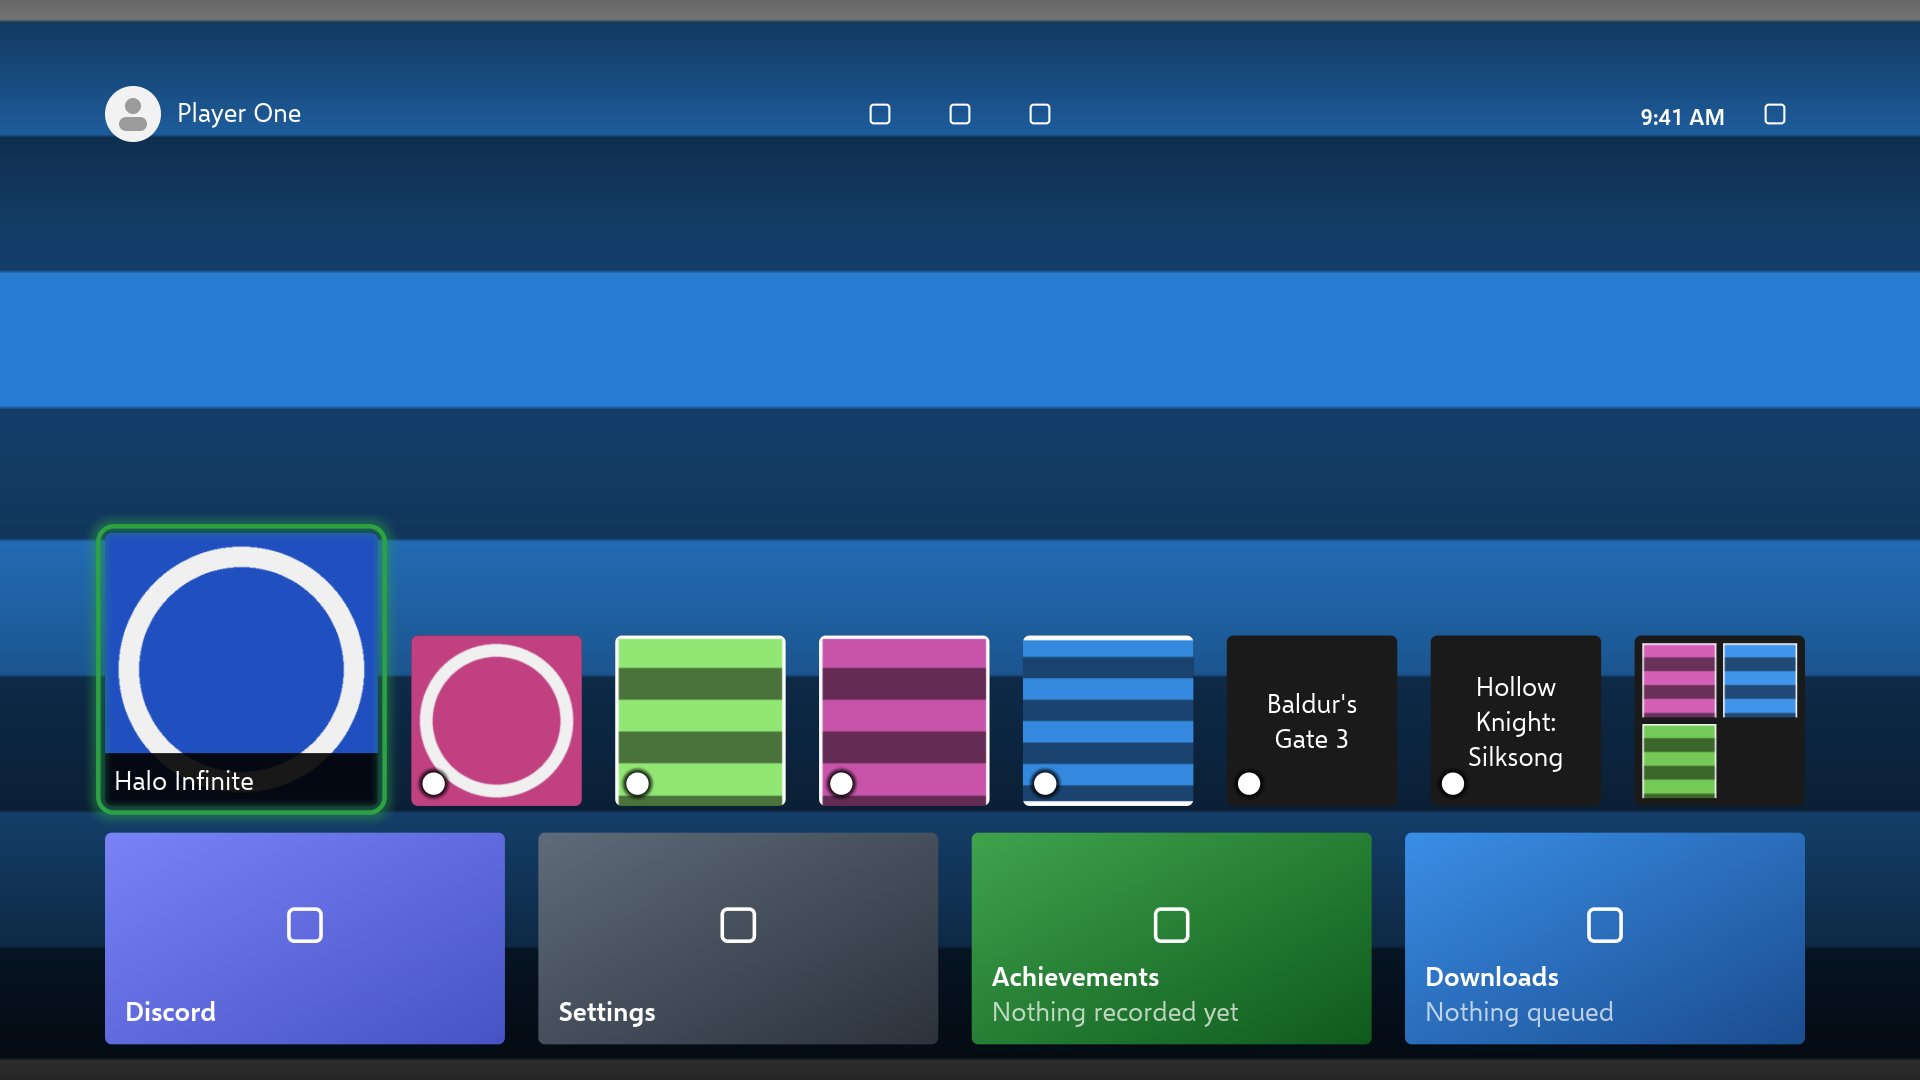 Player One
9:41 AM
Halo Infinite
Baldur's
Gate 3
Hollow
Knight:
Silksong
Discord
Settings
Achievements
Nothing recorded yet
Downloads
Nothing queued